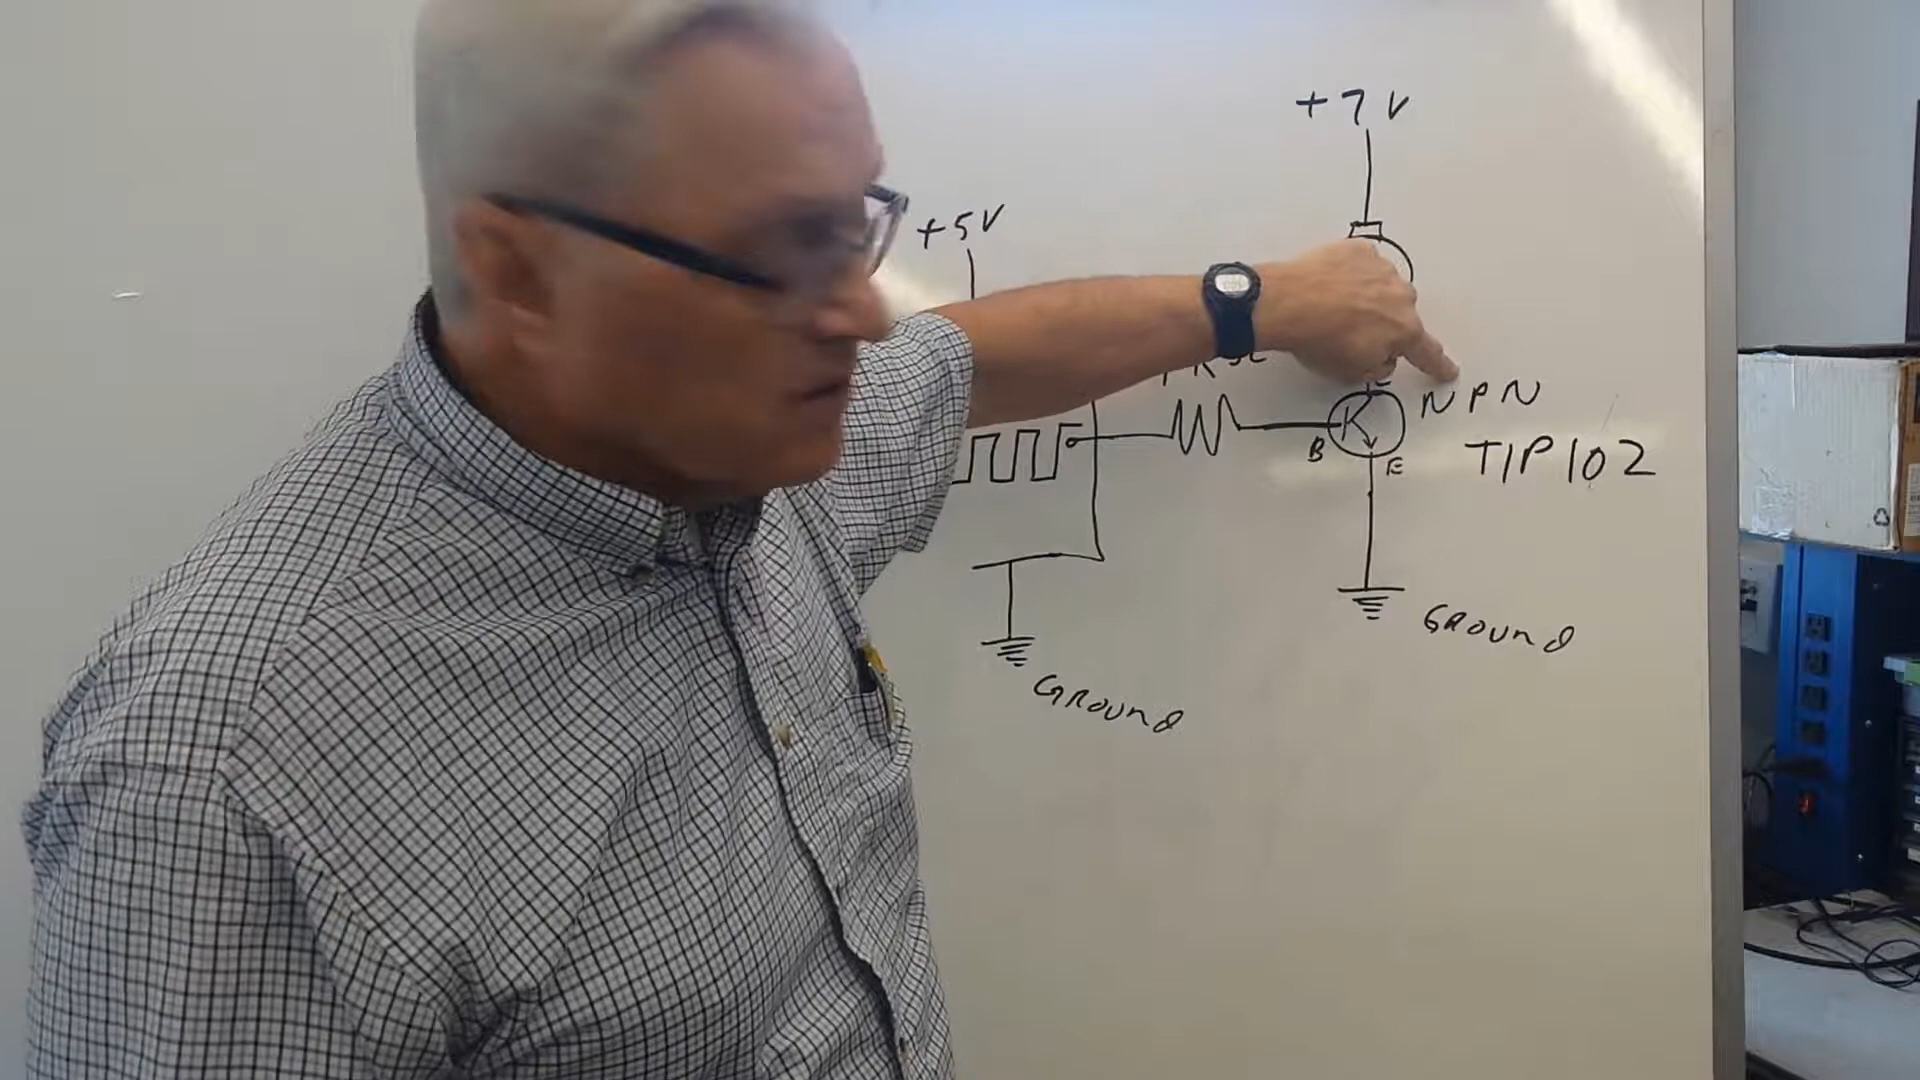 +7V
+5V
NPN
TIP102
B
E
GROUND
GROUND